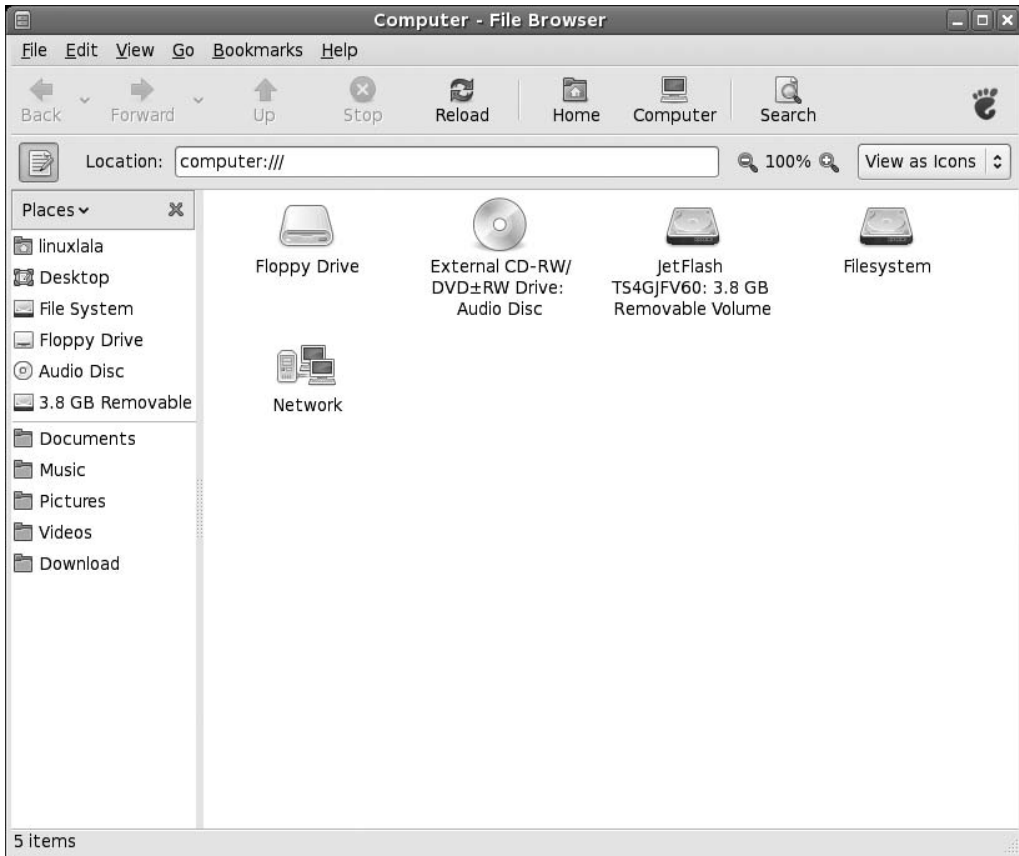 Computer - File Browser
File Edit View Go Bookmarks Help
Back Forward Up Stop Reload Home Computer Search
Location: computer:/// 100% View as Icons
Places
linuxlala
Desktop
File System
Floppy Drive
Audio Disc
3.8 GB Removable
Documents
Music
Pictures
Videos
Download
Floppy Drive
External CD-RW/
DVD±RW Drive:
Audio Disc
JetFlash
TS4GJFV60: 3.8 GB
Removable Volume
Filesystem
Network
5 items